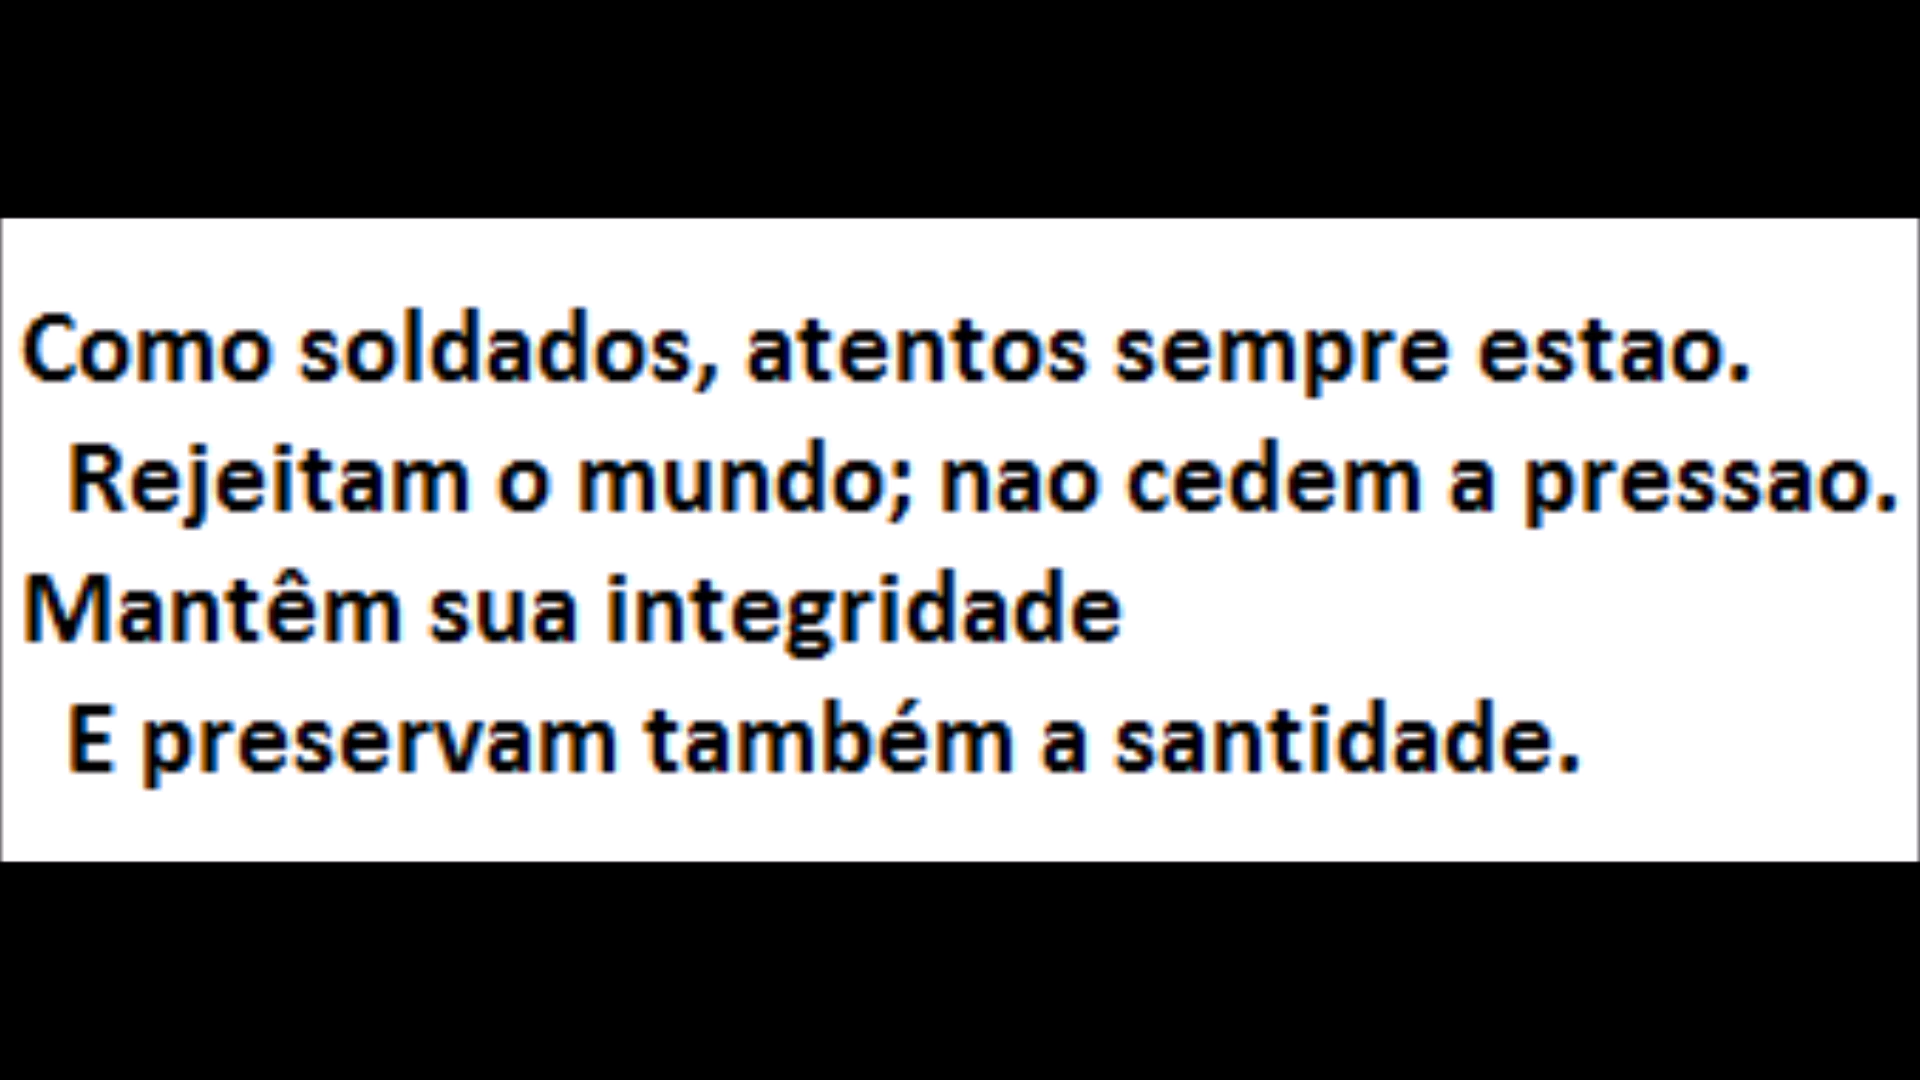 Como soldados, atentos sempre estao.
Rejeitam o mundo; nao cedem a pressao.
Mantêm sua integridade
E preservam também a santidade.